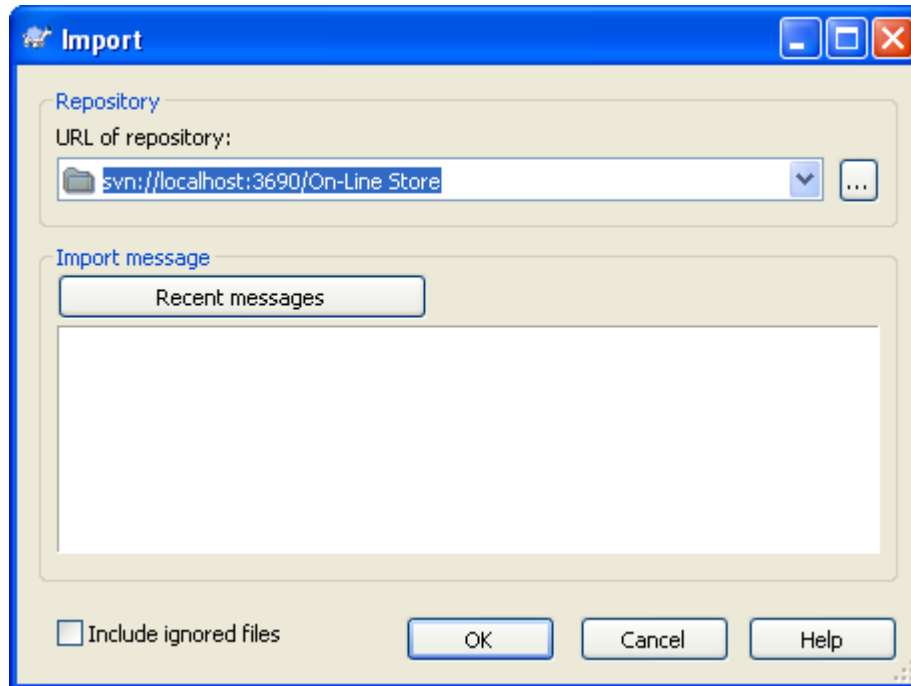 Import
Repository
URL of repository:
svn://localhost:3690/On-Line Store
...
Import message
Recent messages
Include ignored files
OK
Cancel
Help